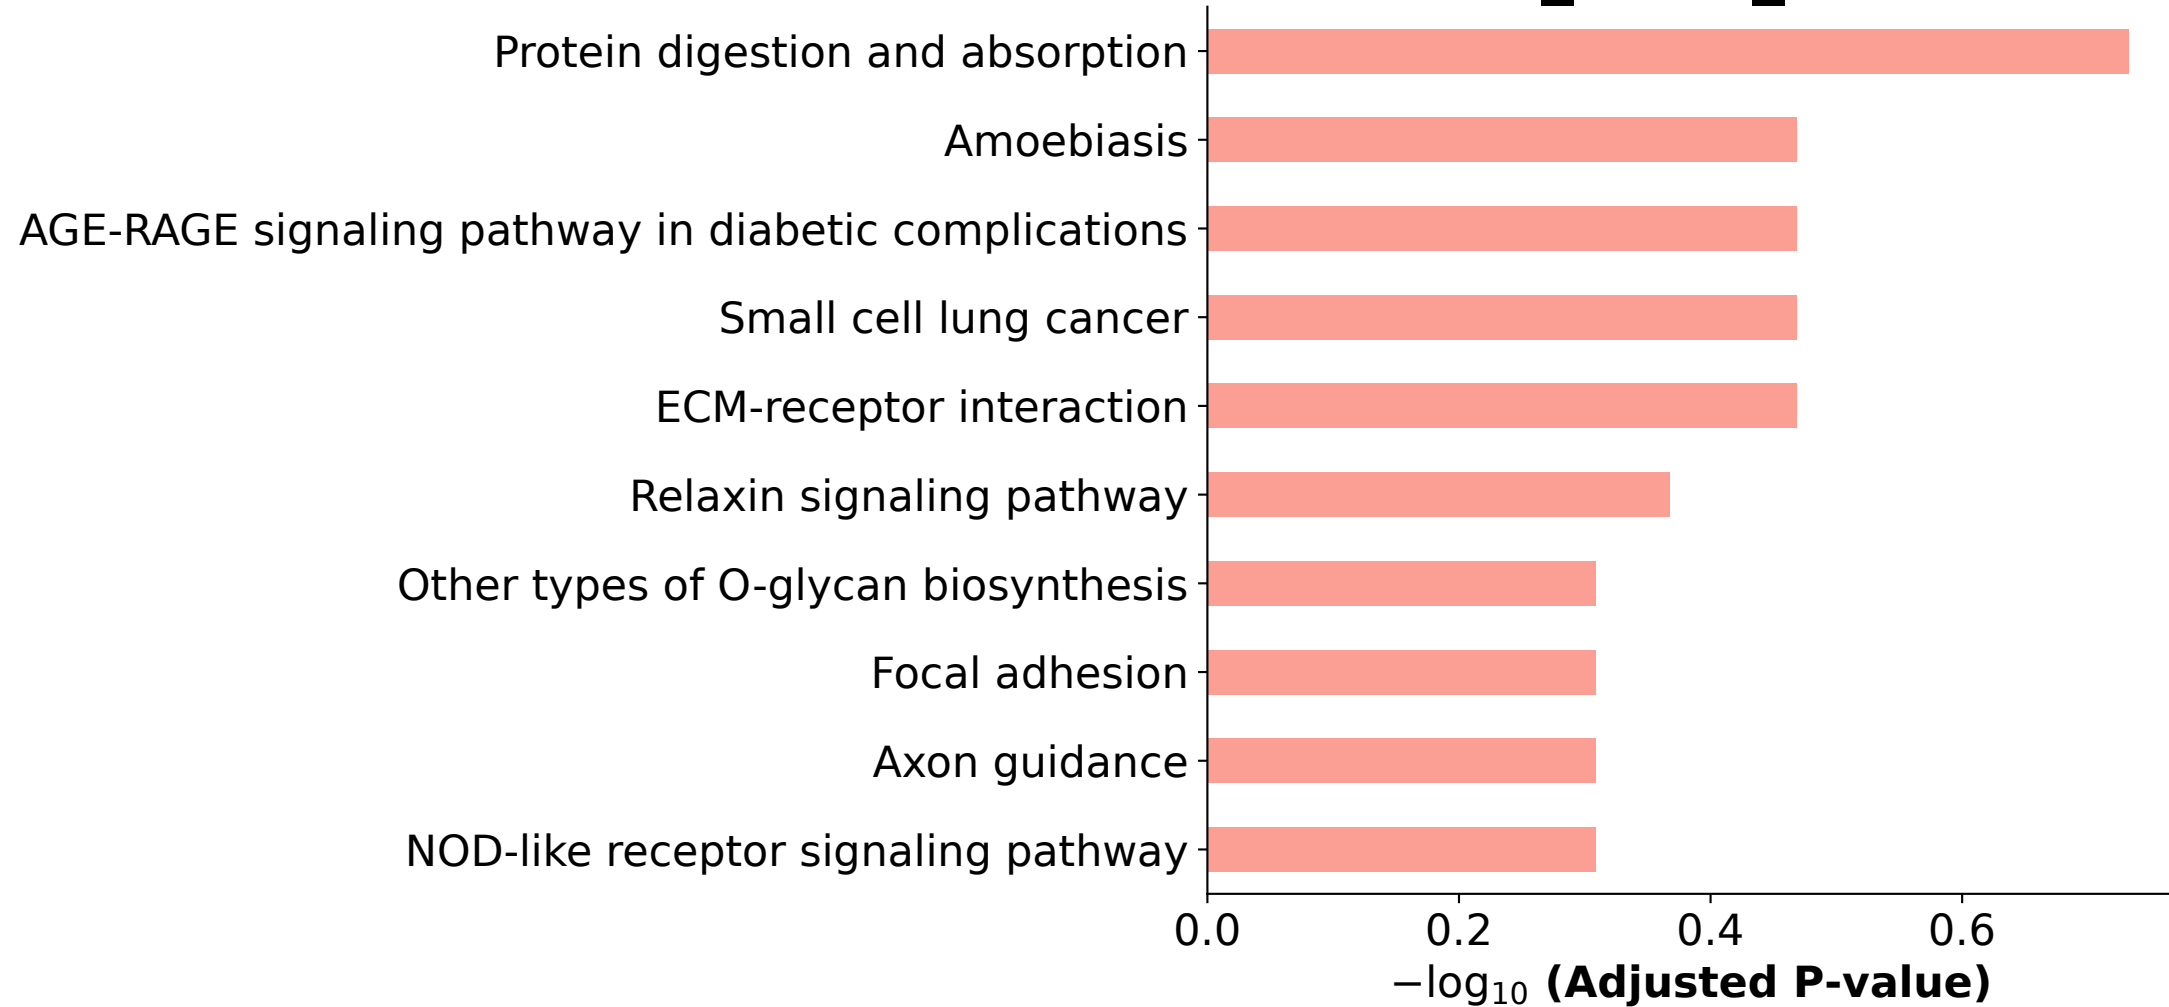 Protein digestion and absorption
Amoebiasis
AGE-RAGE signaling pathway in diabetic complications
Small cell lung cancer
ECM-receptor interaction
Relaxin signaling pathway
Other types of O-glycan biosynthesis
Focal adhesion
Axon guidance
NOD-like receptor signaling pathway
0.0 0.2 0.4 0.6
−log₁₀ (Adjusted P-value)